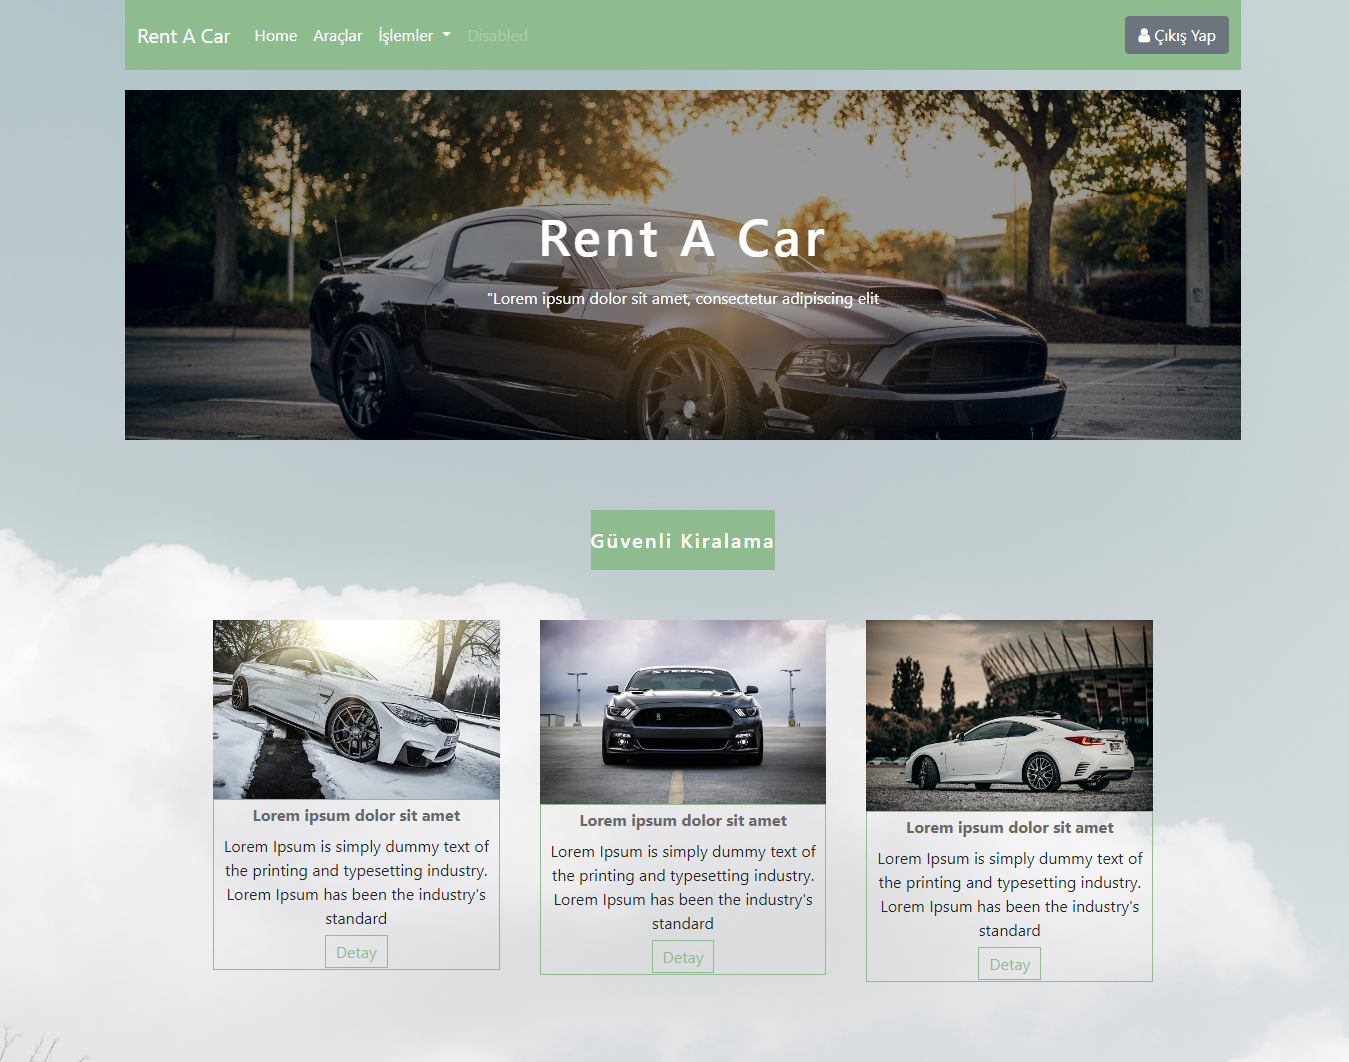 Rent A Car Home Araçlar İşlemler Disabled Çıkış Yap
Rent A Car
"Lorem ipsum dolor sit amet, consectetur adipiscing elit
Güvenli Kiralama
STEEDA
Lorem ipsum dolor sit amet
Lorem Ipsum is simply dummy text of
the printing and typesetting industry.
Lorem Ipsum has been the industry's
standard
Detay
Lorem ipsum dolor sit amet
Lorem Ipsum is simply dummy text of
the printing and typesetting industry.
Lorem Ipsum has been the industry's
standard
Detay
Lorem ipsum dolor sit amet
Lorem Ipsum is simply dummy text of
the printing and typesetting industry.
Lorem Ipsum has been the industry's
standard
Detay